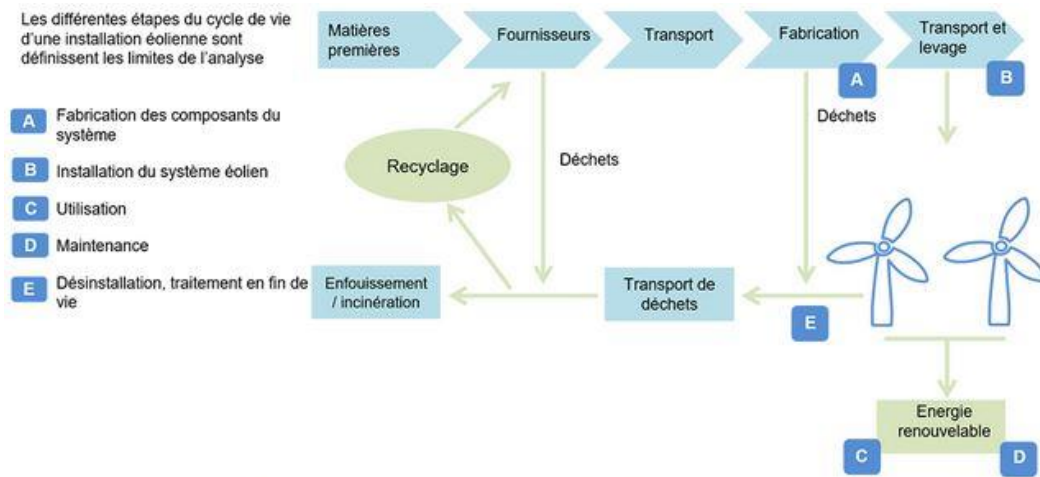 Les différentes étapes du cycle de vie
d'une installation éolienne sont
définissent les limites de l'analyse
Matières
premières
Fournisseurs
Transport
Fabrication
Transport et
levage
A
B
A
Fabrication des composants du
système
B
Installation du système éolien
C
Utilisation
D
Maintenance
E
Désinstallation, traitement en fin de
vie
Recyclage
Déchets
Déchets
Enfouissement
/ incinération
Transport de
déchets
E
Energie
renouvelable
C
D